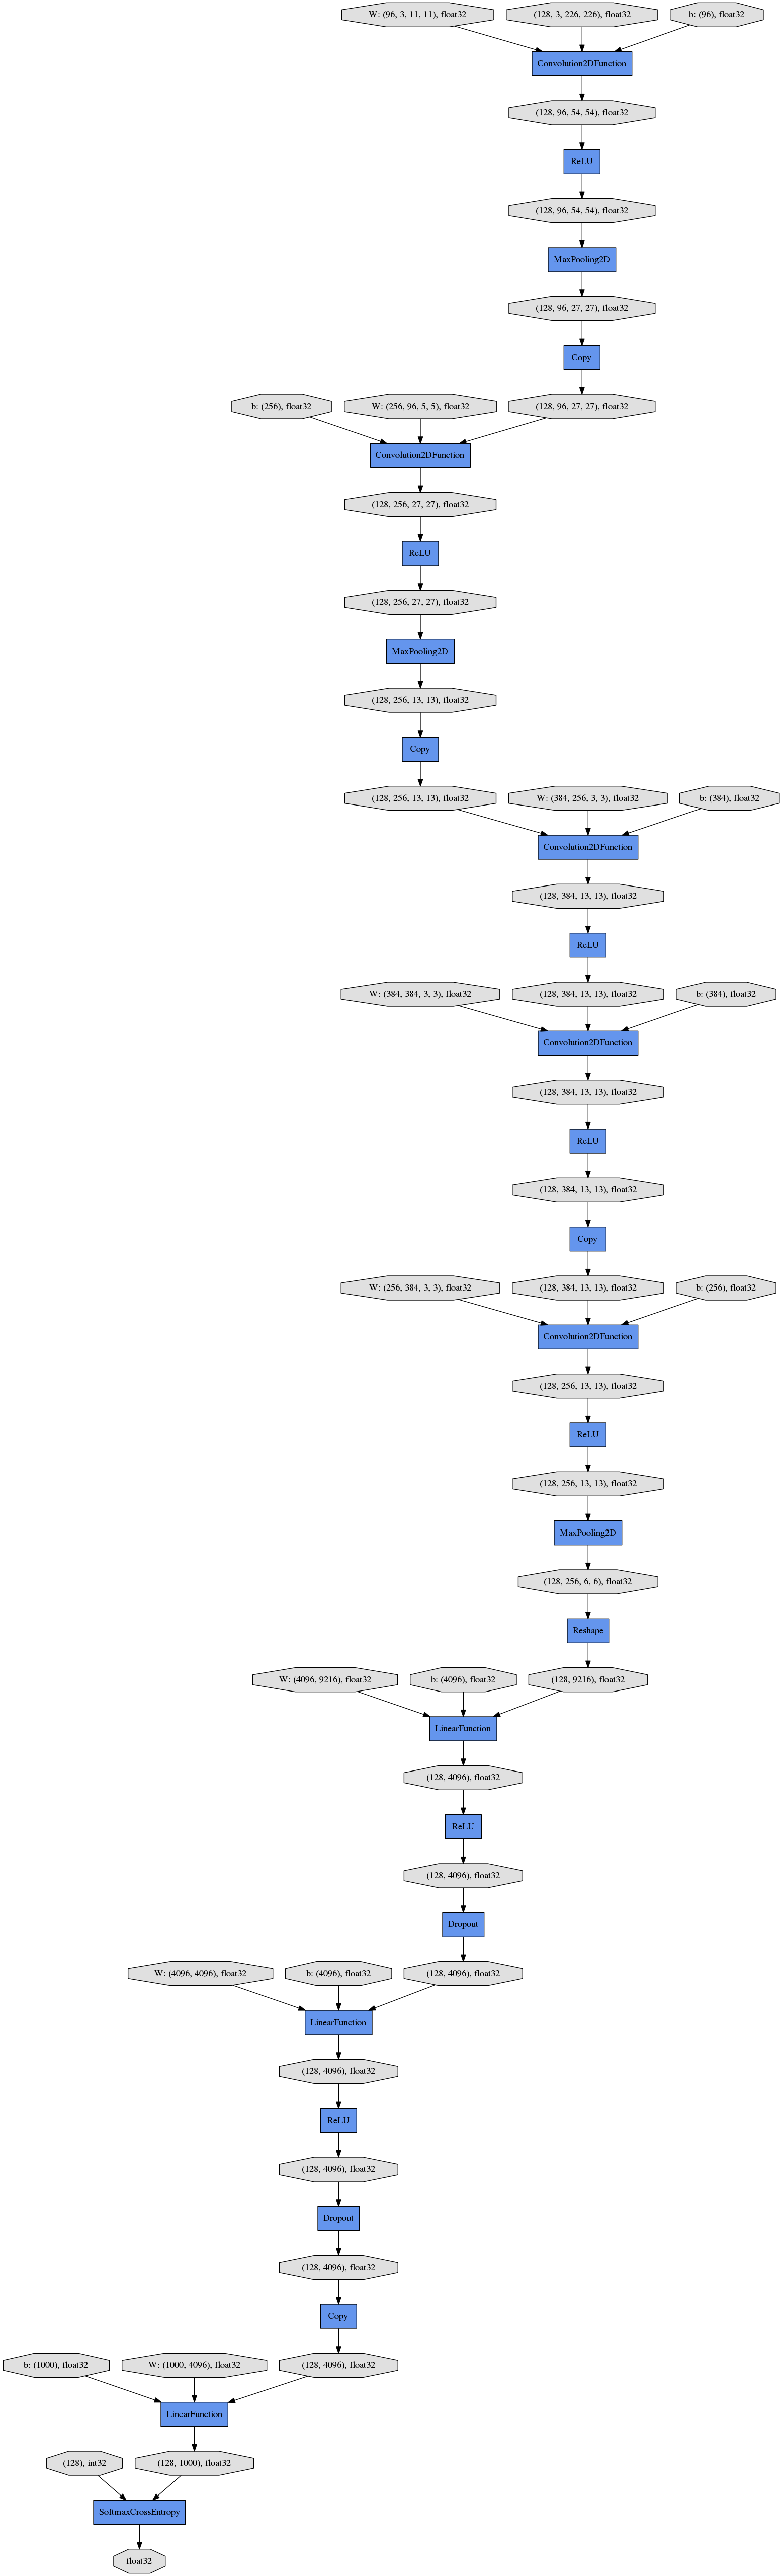 W: (96, 3, 11, 11), float32 (128, 3, 226, 226), float32 b: (96), float32
Convolution2DFunction
(128, 96, 54, 54), float32
ReLU
(128, 96, 54, 54), float32
MaxPooling2D
(128, 96, 27, 27), float32
Copy
b: (256), float32 W: (256, 96, 5, 5), float32 (128, 96, 27, 27), float32
Convolution2DFunction
(128, 256, 27, 27), float32
ReLU
(128, 256, 27, 27), float32
MaxPooling2D
(128, 256, 13, 13), float32
Copy
(128, 256, 13, 13), float32 W: (384, 256, 3, 3), float32 b: (384), float32
Convolution2DFunction
(128, 384, 13, 13), float32
ReLU
W: (384, 384, 3, 3), float32 (128, 384, 13, 13), float32 b: (384), float32
Convolution2DFunction
(128, 384, 13, 13), float32
ReLU
(128, 384, 13, 13), float32
Copy
W: (256, 384, 3, 3), float32 (128, 384, 13, 13), float32 b: (256), float32
Convolution2DFunction
(128, 256, 13, 13), float32
ReLU
(128, 256, 13, 13), float32
MaxPooling2D
(128, 256, 6, 6), float32
Reshape
W: (4096, 9216), float32 b: (4096), float32 (128, 9216), float32
LinearFunction
(128, 4096), float32
ReLU
(128, 4096), float32
Dropout
W: (4096, 4096), float32 b: (4096), float32 (128, 4096), float32
LinearFunction
(128, 4096), float32
ReLU
(128, 4096), float32
Dropout
(128, 4096), float32
Copy
b: (1000), float32 W: (1000, 4096), float32 (128, 4096), float32
LinearFunction
(128), int32 (128, 1000), float32
SoftmaxCrossEntropy
float32